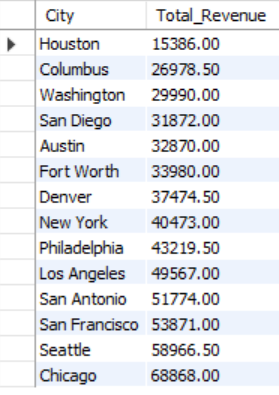 City Total_Revenue
Houston 15386.00
Columbus 26978.50
Washington 29990.00
San Diego 31872.00
Austin 32870.00
Fort Worth 33980.00
Denver 37474.50
New York 40473.00
Philadelphia 43219.50
Los Angeles 49567.00
San Antonio 51774.00
San Francisco 53871.00
Seattle 58966.50
Chicago 68868.00